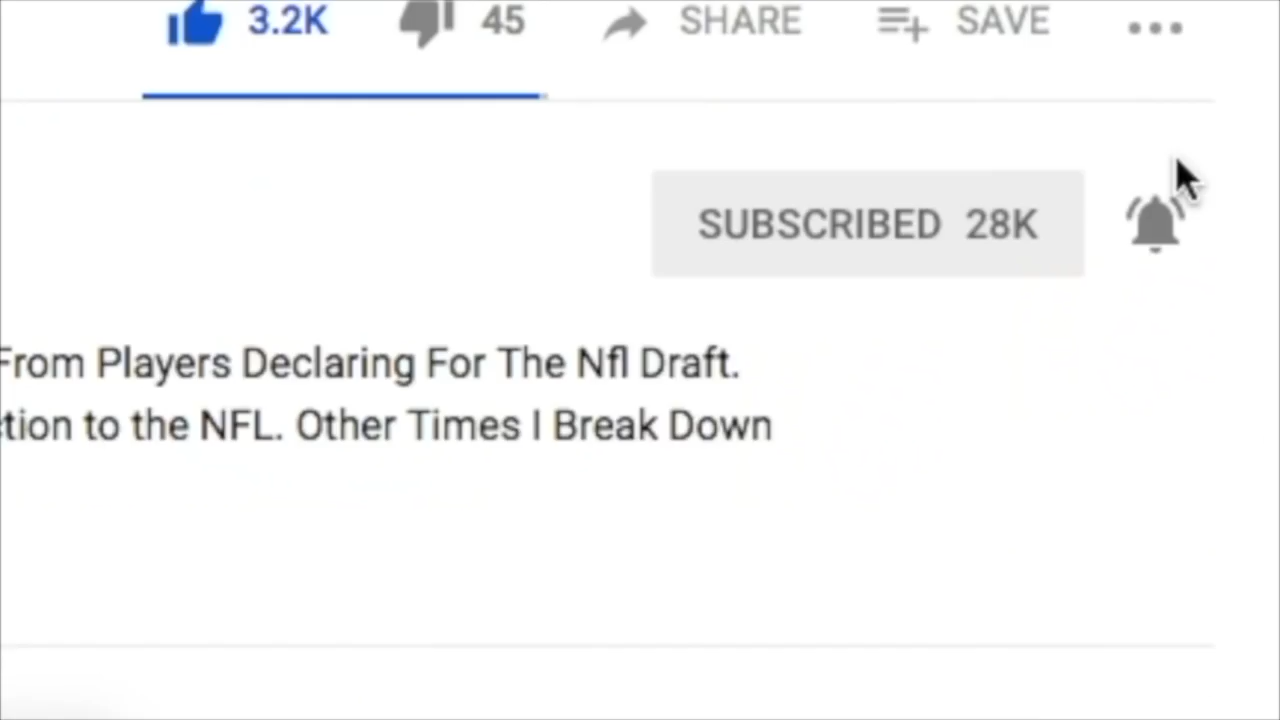 3.2K 45 SHARE SAVE
SUBSCRIBED 28K
From Players Declaring For The Nfl Draft.
ction to the NFL. Other Times I Break Down